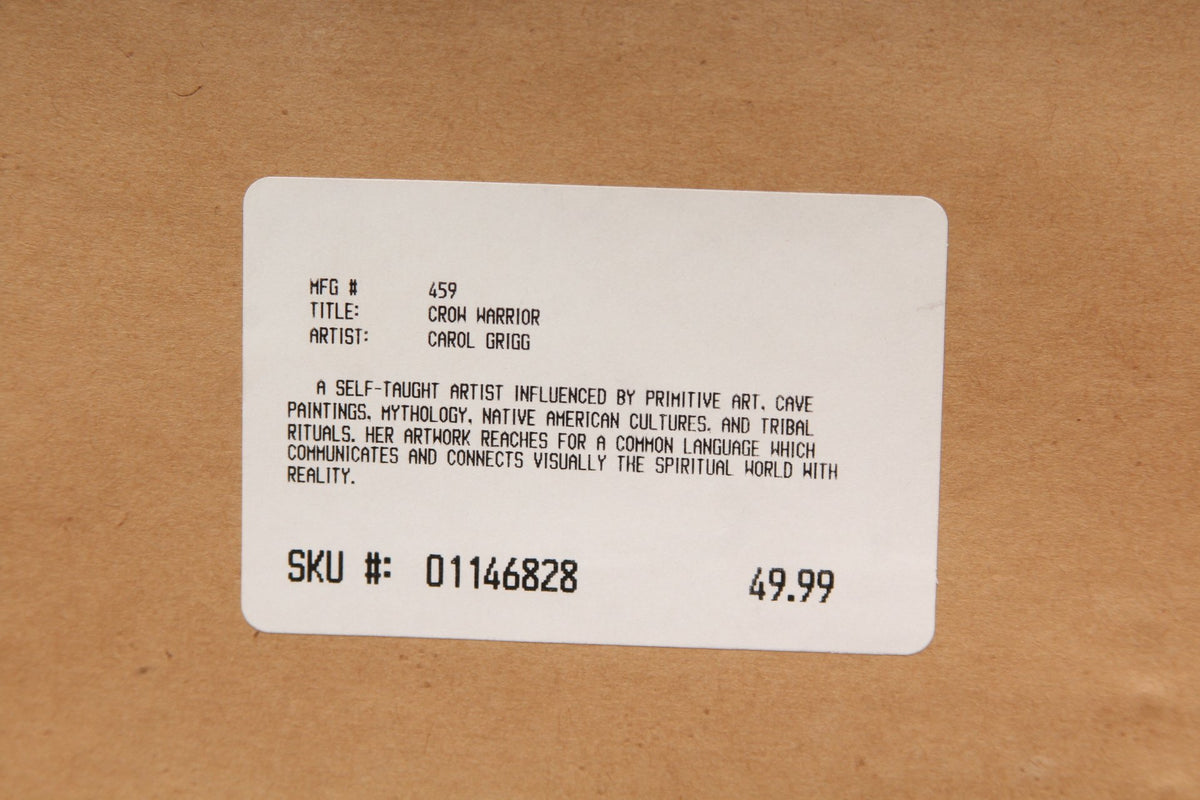 MFG # 459
TITLE: CROW WARRIOR
ARTIST: CAROL GRIGG
A SELF-TAUGHT ARTIST INFLUENCED BY PRIMITIVE ART, CAVE
PAINTINGS, MYTHOLOGY, NATIVE AMERICAN CULTURES, AND TRIBAL
RITUALS. HER ARTWORK REACHES FOR A COMMON LANGUAGE WHICH
COMMUNICATES AND CONNECTS VISUALLY THE SPIRITUAL WORLD WITH
REALITY.
SKU #: 01146828 49.99